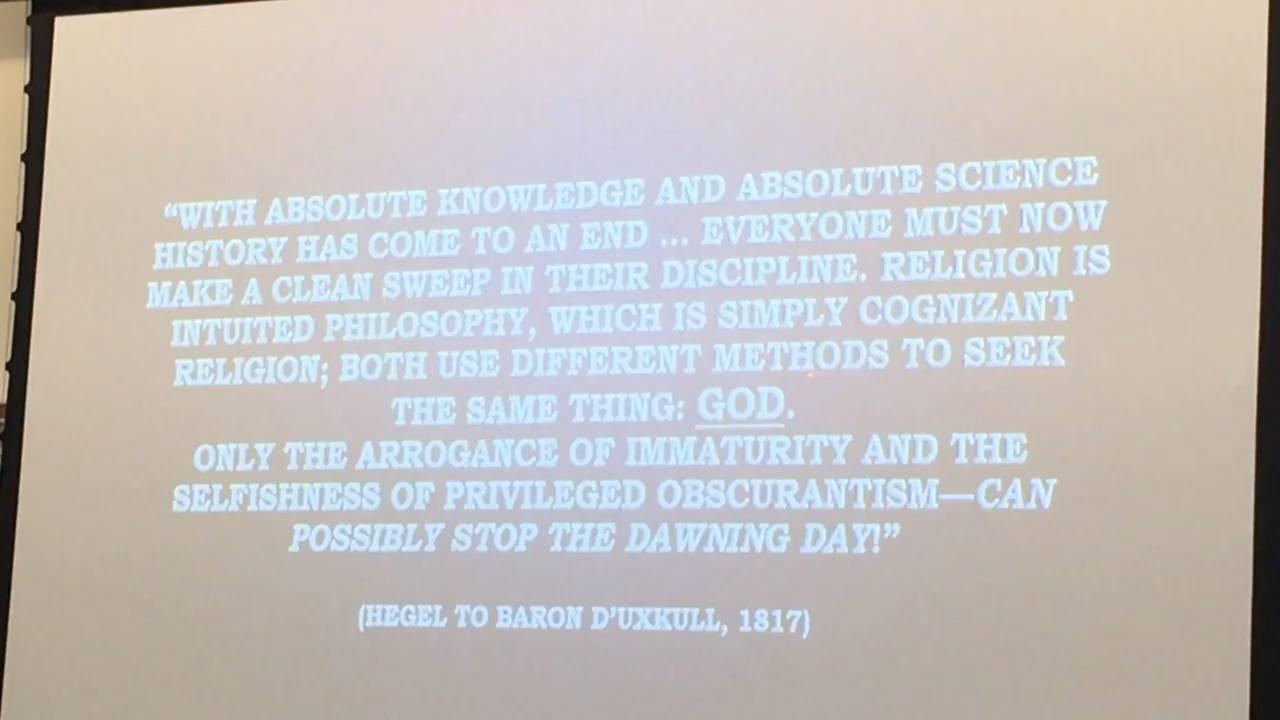 “WITH ABSOLUTE KNOWLEDGE AND ABSOLUTE SCIENCE
HISTORY HAS COME TO AN END ... EVERYONE MUST NOW
MAKE A CLEAN SWEEP IN THEIR DISCIPLINE. RELIGION IS
INTUITED PHILOSOPHY, WHICH IS SIMPLY COGNIZANT
RELIGION; BOTH USE DIFFERENT METHODS TO SEEK
THE SAME THING: GOD.
ONLY THE ARROGANCE OF IMMATURITY AND THE
SELFISHNESS OF PRIVILEGED OBSCURANTISM—CAN
POSSIBLY STOP THE DAWNING DAY!”
(HEGEL TO BARON D’UXKULL, 1817)